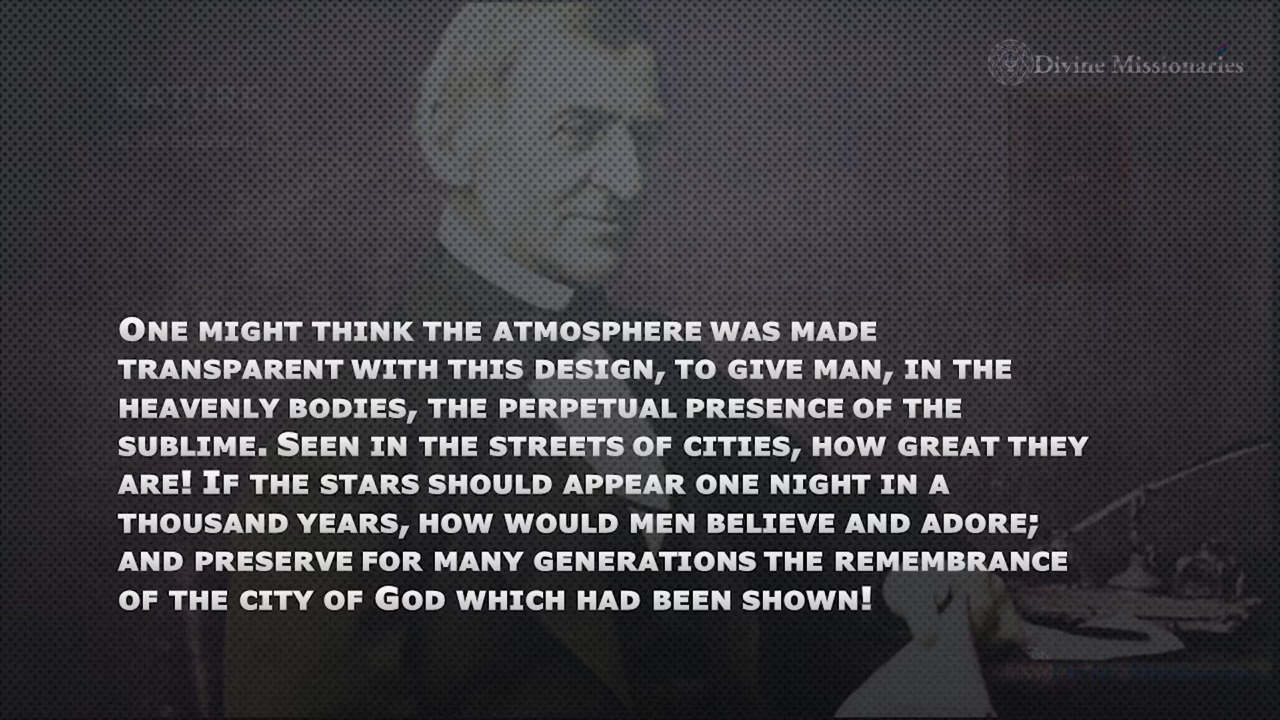 Divine Missionaries
NATURE
One might think the atmosphere was made
transparent with this design, to give man, in the
heavenly bodies, the perpetual presence of the
sublime. Seen in the streets of cities, how great they
are! If the stars should appear one night in a
thousand years, how would men believe and adore;
and preserve for many generations the remembrance
of the city of God which had been shown!